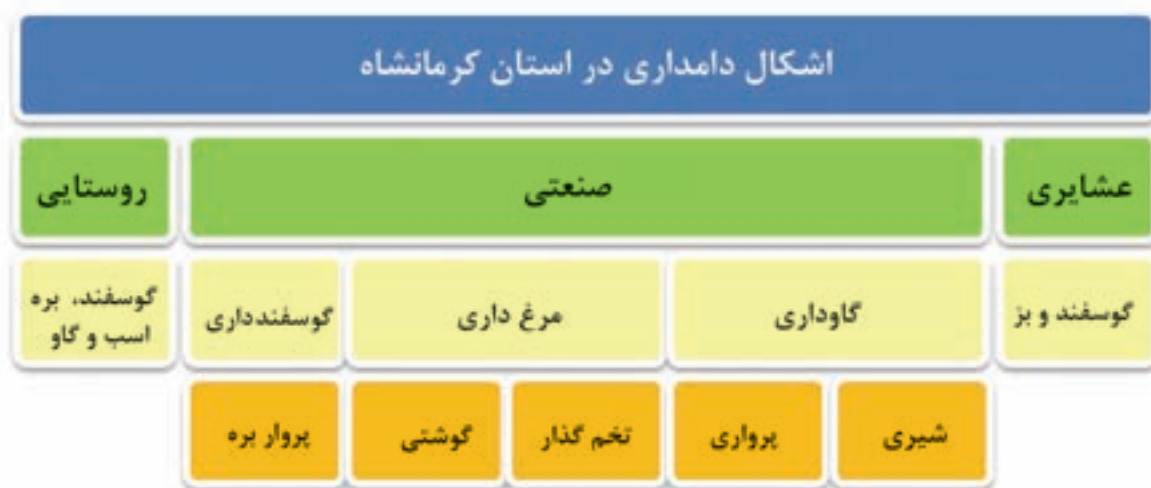 اشکال دامداری در استان کرمانشاه
عشایری
صنعتی
روستایی
گوسفند و بز
گاوداری
مرغ داری
گوسفندداری
گوسفند، بره
اسب و گاو
شیری
پرواری
تخم گذار
گوشتی
پروار بره